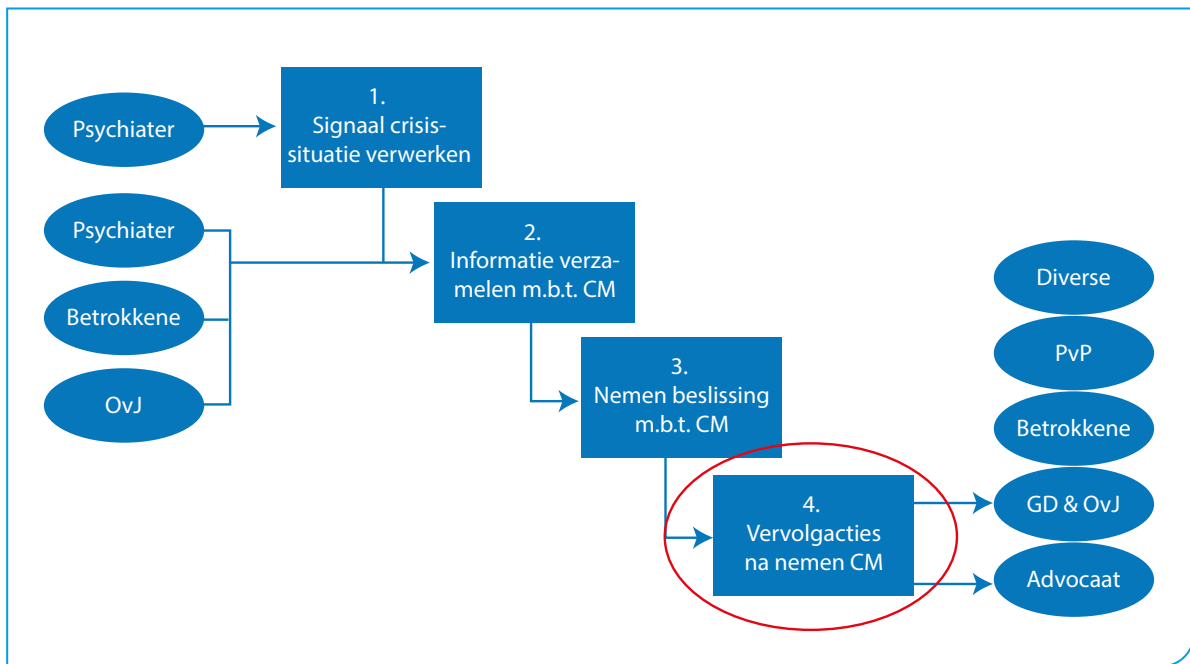 Psychiater
1.
Signaal crisis-
situatie verwerken
Psychiater
Betrokkene
OvJ
2.
Informatie verza-
melen m.b.t. CM
3.
Nemen beslissing
m.b.t. CM
4.
Vervolgacties
na nemen CM
Diverse
PvP
Betrokkene
GD & OvJ
Advocaat